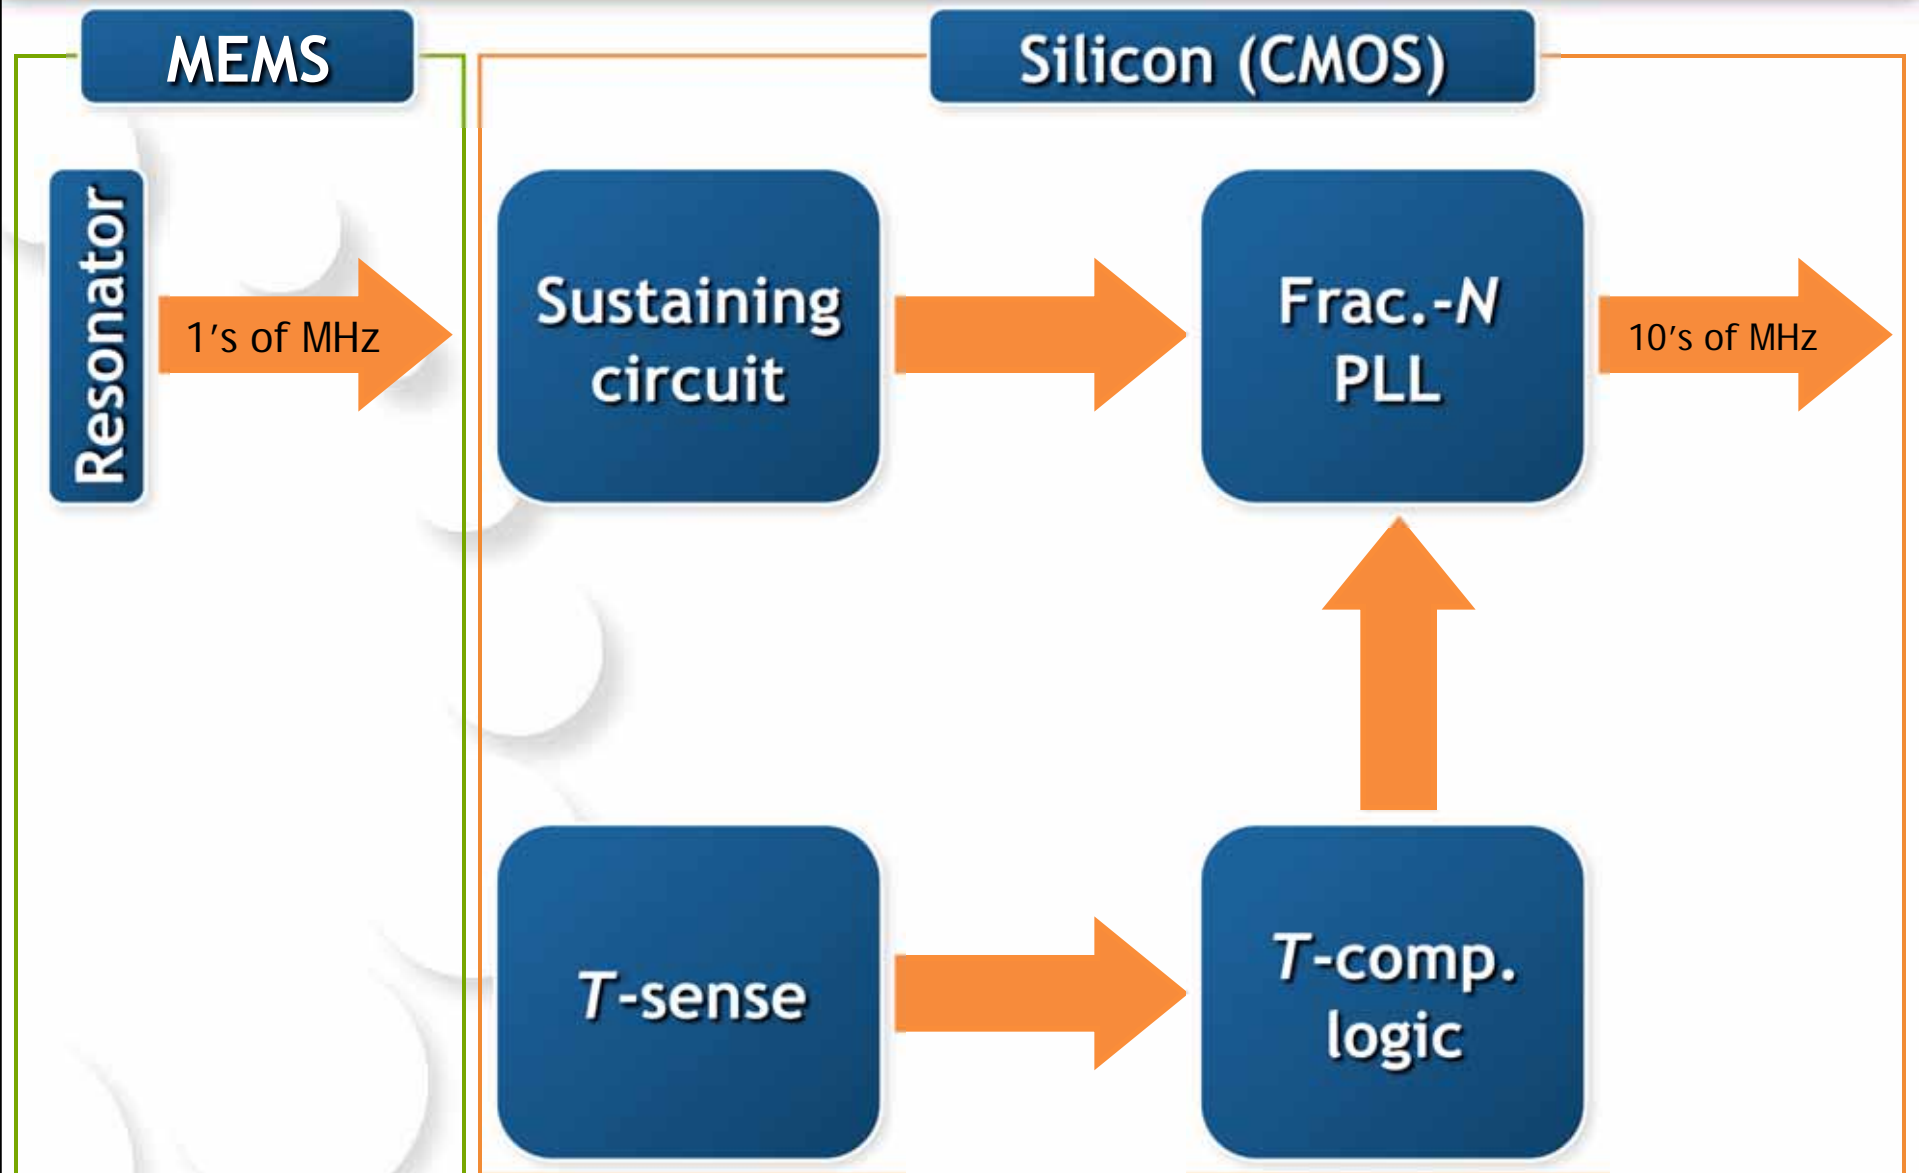 MEMS
Silicon (CMOS)
Resonator
1's of MHz
Sustaining
circuit
Frac.-N
PLL
10's of MHz
T-sense
T-comp.
logic